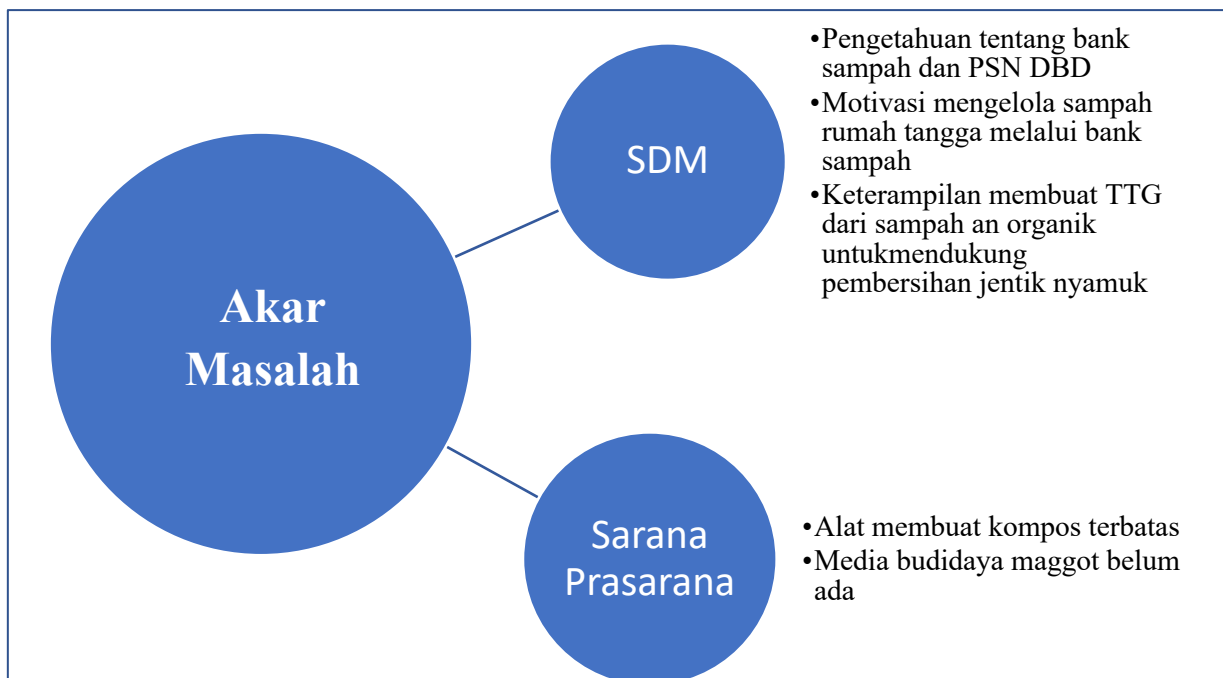 Akar
Masalah
SDM
•Pengetahuan tentang bank
sampah dan PSN DBD
•Motivasi mengelola sampah
rumah tangga melalui bank
sampah
•Keterampilan membuat TTG
dari sampah an organik
untukmendukung
pembersihan jentik nyamuk
Sarana
Prasarana
•Alat membuat kompos terbatas
•Media budidaya maggot belum
ada